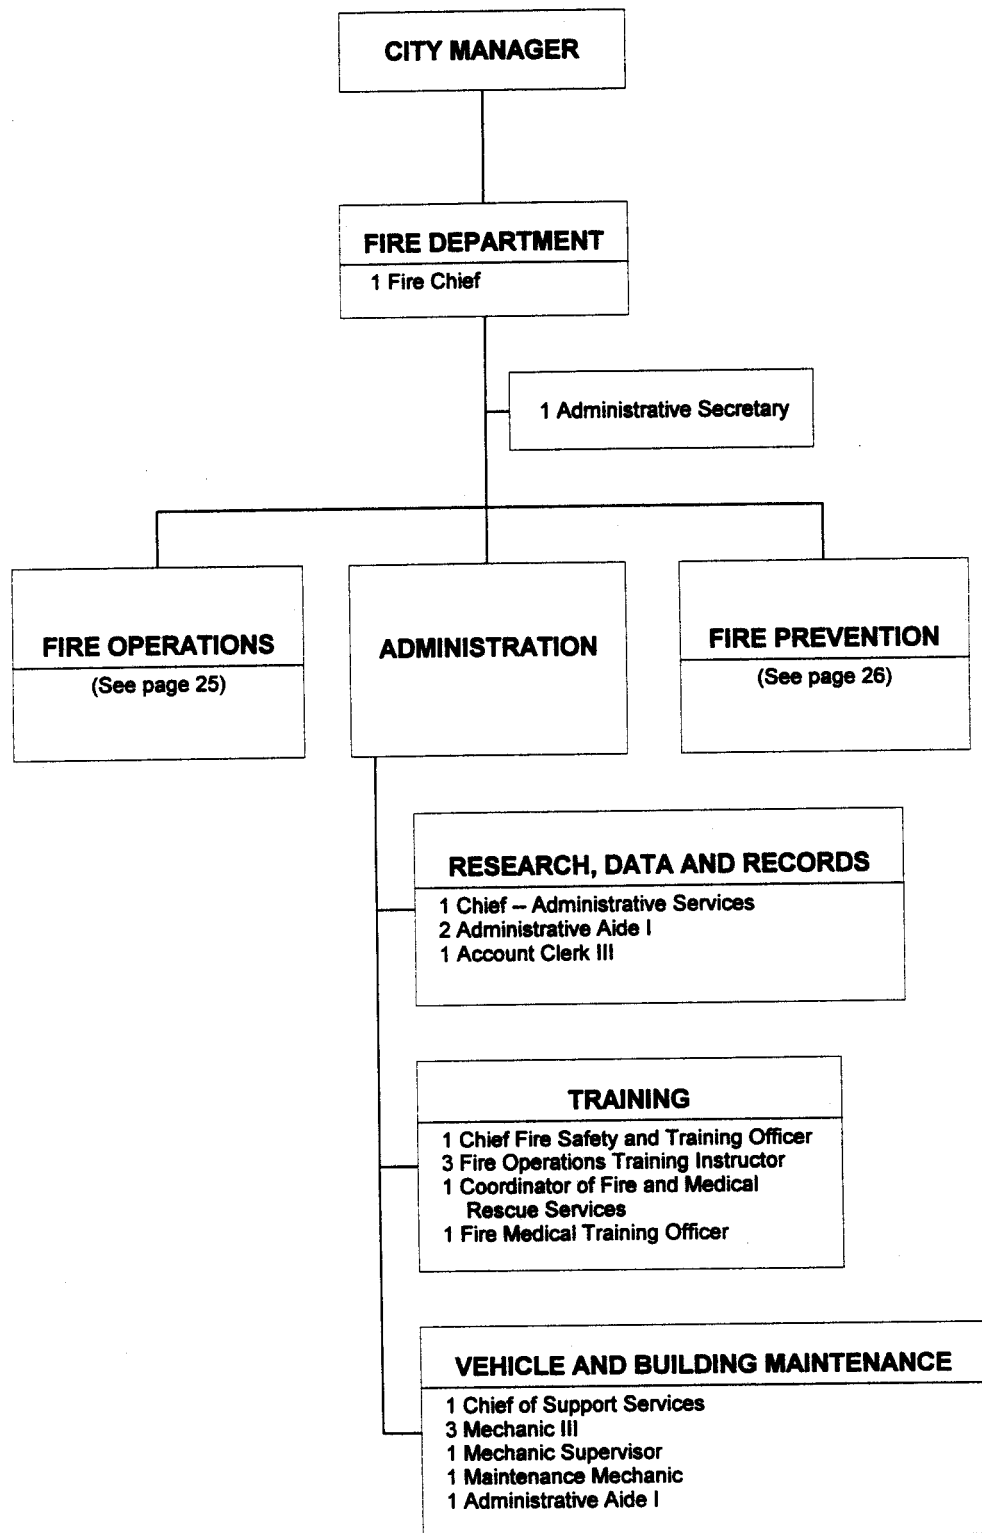 CITY MANAGER
FIRE DEPARTMENT
1 Fire Chief
1 Administrative Secretary
FIRE OPERATIONS
(See page 25)
ADMINISTRATION
FIRE PREVENTION
(See page 26)
RESEARCH, DATA AND RECORDS
1 Chief -- Administrative Services
2 Administrative Aide I
1 Account Clerk III
TRAINING
1 Chief Fire Safety and Training Officer
3 Fire Operations Training Instructor
1 Coordinator of Fire and Medical
Rescue Services
1 Fire Medical Training Officer
VEHICLE AND BUILDING MAINTENANCE
1 Chief of Support Services
3 Mechanic III
1 Mechanic Supervisor
1 Maintenance Mechanic
1 Administrative Aide I